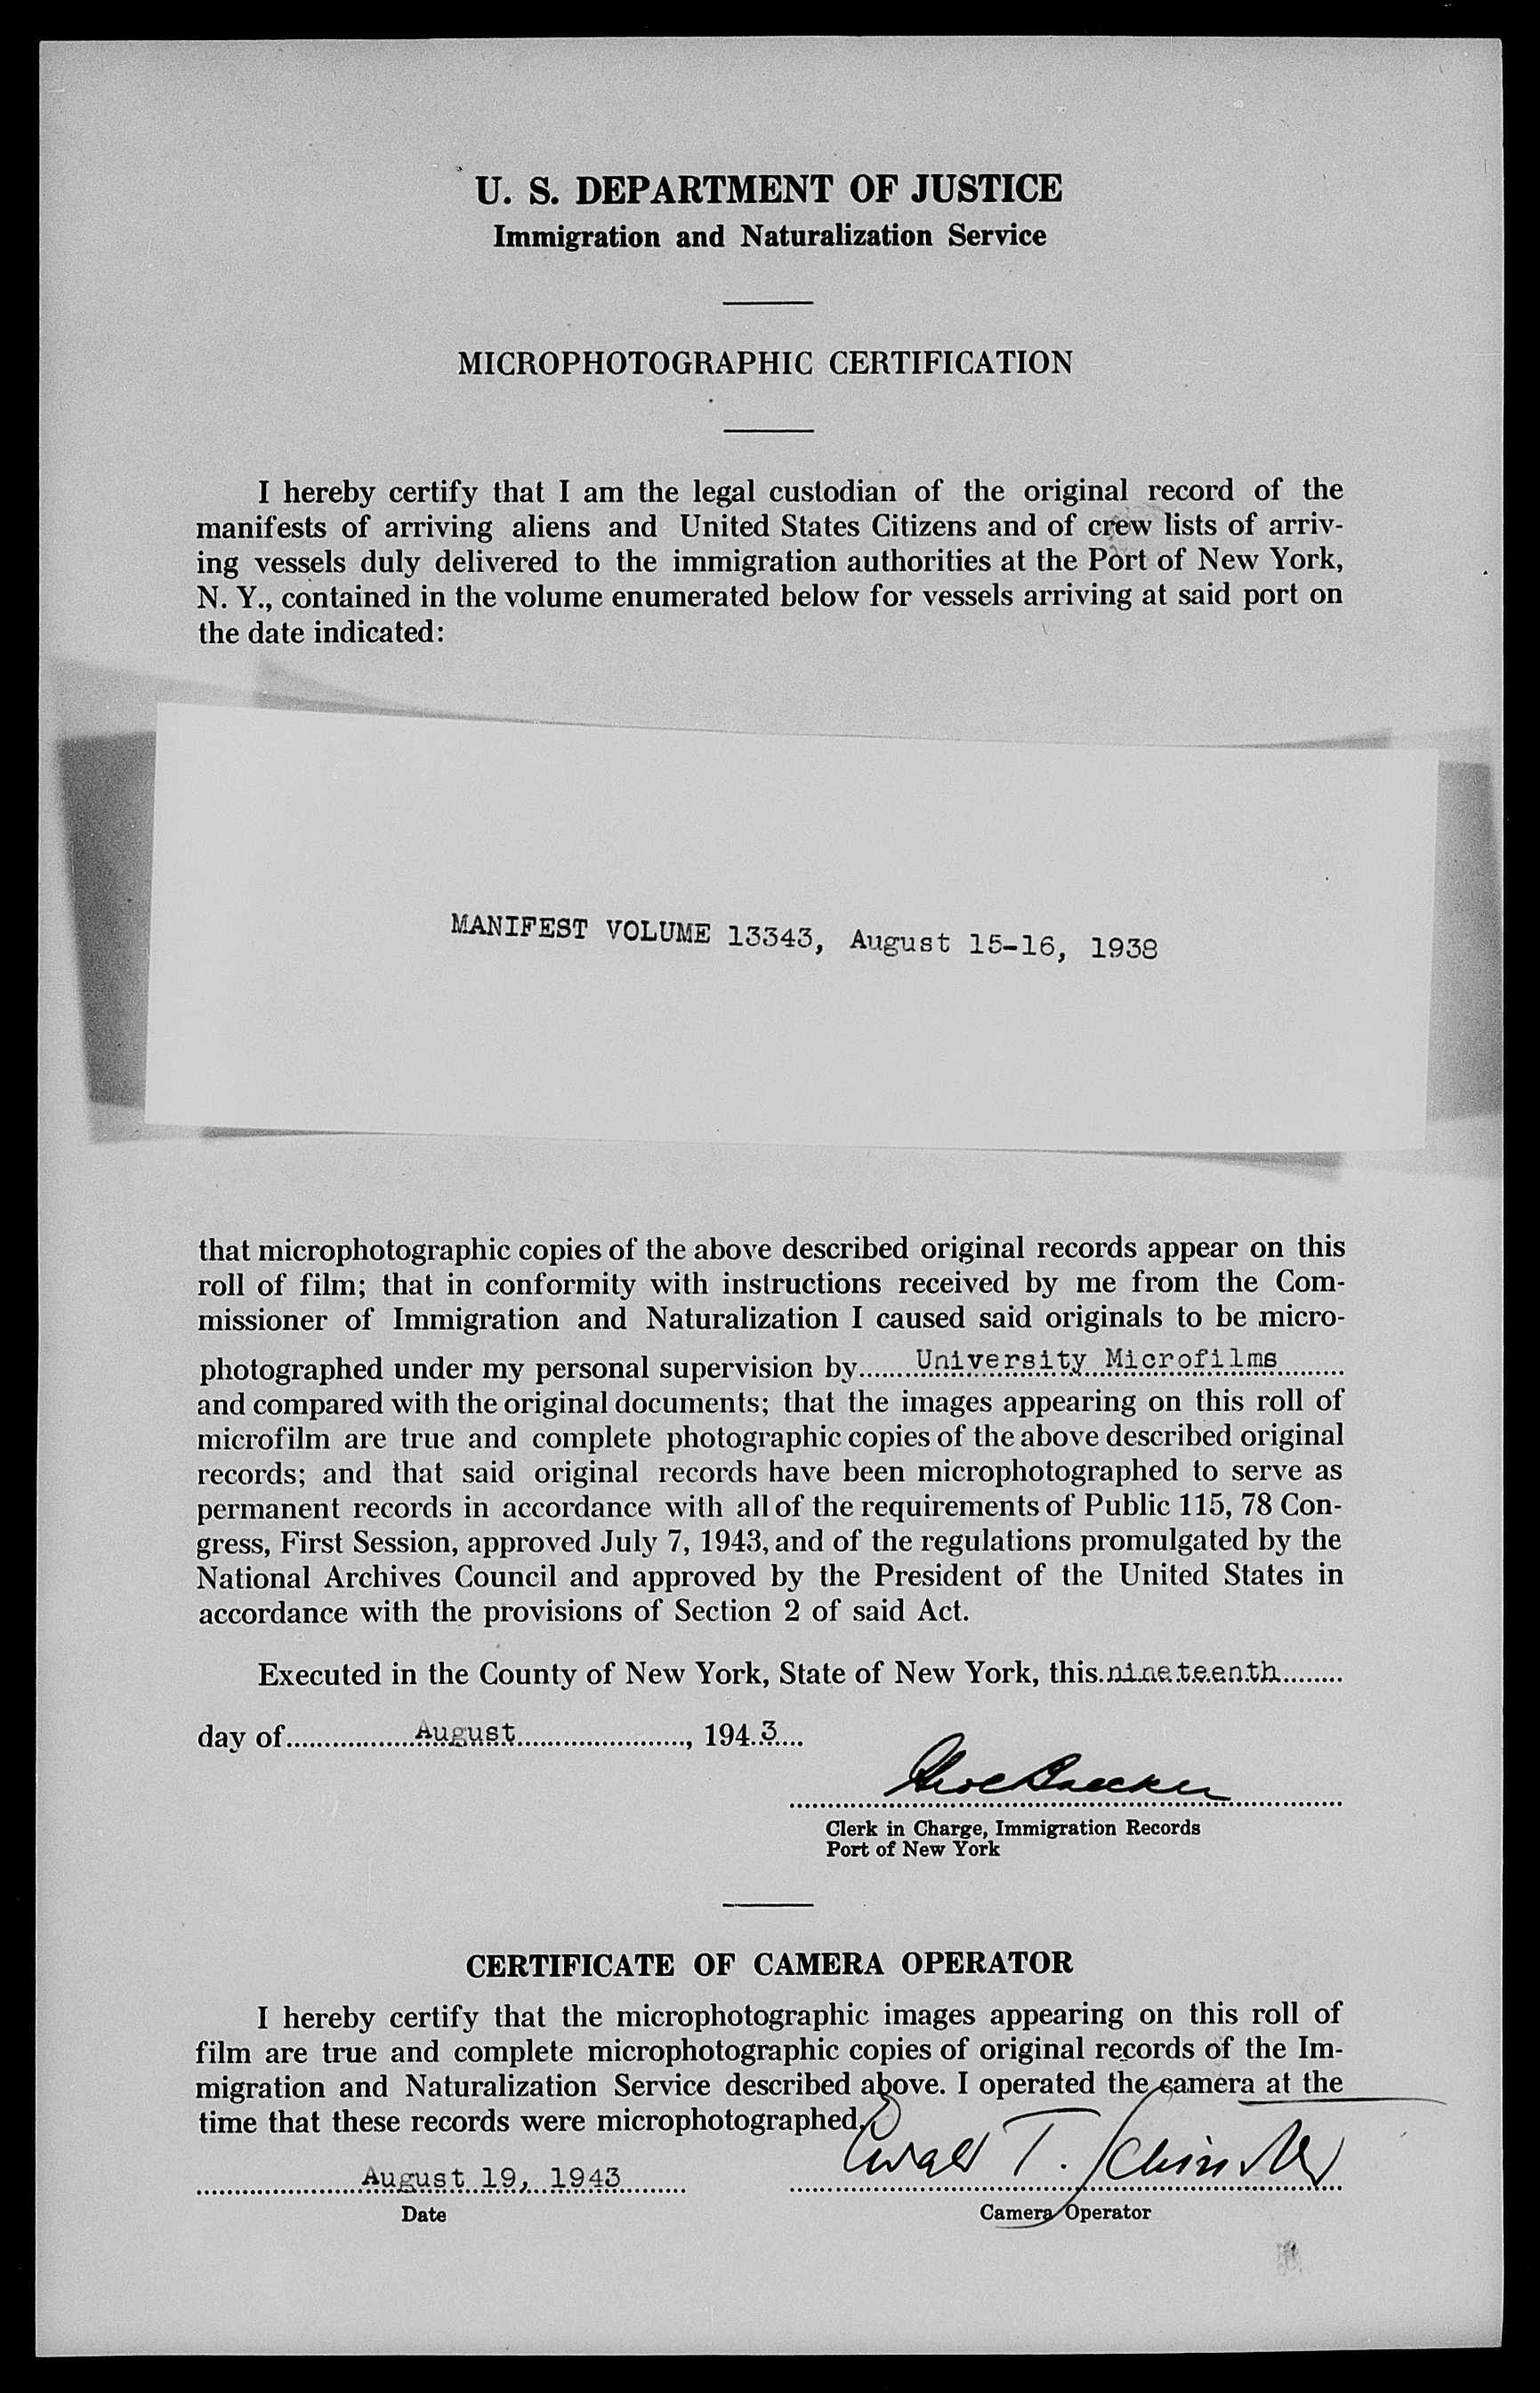 U. S. DEPARTMENT OF JUSTICE
Immigration and Naturalization Service
MICROPHOTOGRAPHIC CERTIFICATION
I hereby certify that I am the legal custodian of the original record of the
manifests of arriving aliens and United States Citizens and of crew lists of arriv-
ing vessels duly delivered to the immigration authorities at the Port of New York,
N. Y., contained in the volume enumerated below for vessels arriving at said port on
the date indicated:
MANIFEST VOLUME 13343, August 15-16, 1938
that microphotographic copies of the above described original records appear on this
roll of film; that in conformity with instructions received by me from the Com-
missioner of Immigration and Naturalization I caused said originals to be micro-
photographed under my personal supervision by University Microfilms
and compared with the original documents; that the images appearing on this roll of
microfilm are true and complete photographic copies of the above described original
records; and that said original records have been microphotographed to serve as
permanent records in accordance with all of the requirements of Public 115, 78 Con-
gress, First Session, approved July 7, 1943, and of the regulations promulgated by the
National Archives Council and approved by the President of the United States in
accordance with the provisions of Section 2 of said Act.
Executed in the County of New York, State of New York, this nineteenth
day of August, 1943
Clerk in Charge, Immigration Records
Port of New York
CERTIFICATE OF CAMERA OPERATOR
I hereby certify that the microphotographic images appearing on this roll of
film are true and complete microphotographic copies of original records of the Im-
migration and Naturalization Service described above. I operated the camera at the
time that these records were microphotographed.
Ewald T. Schindler
August 19, 1943
Date
Camera Operator